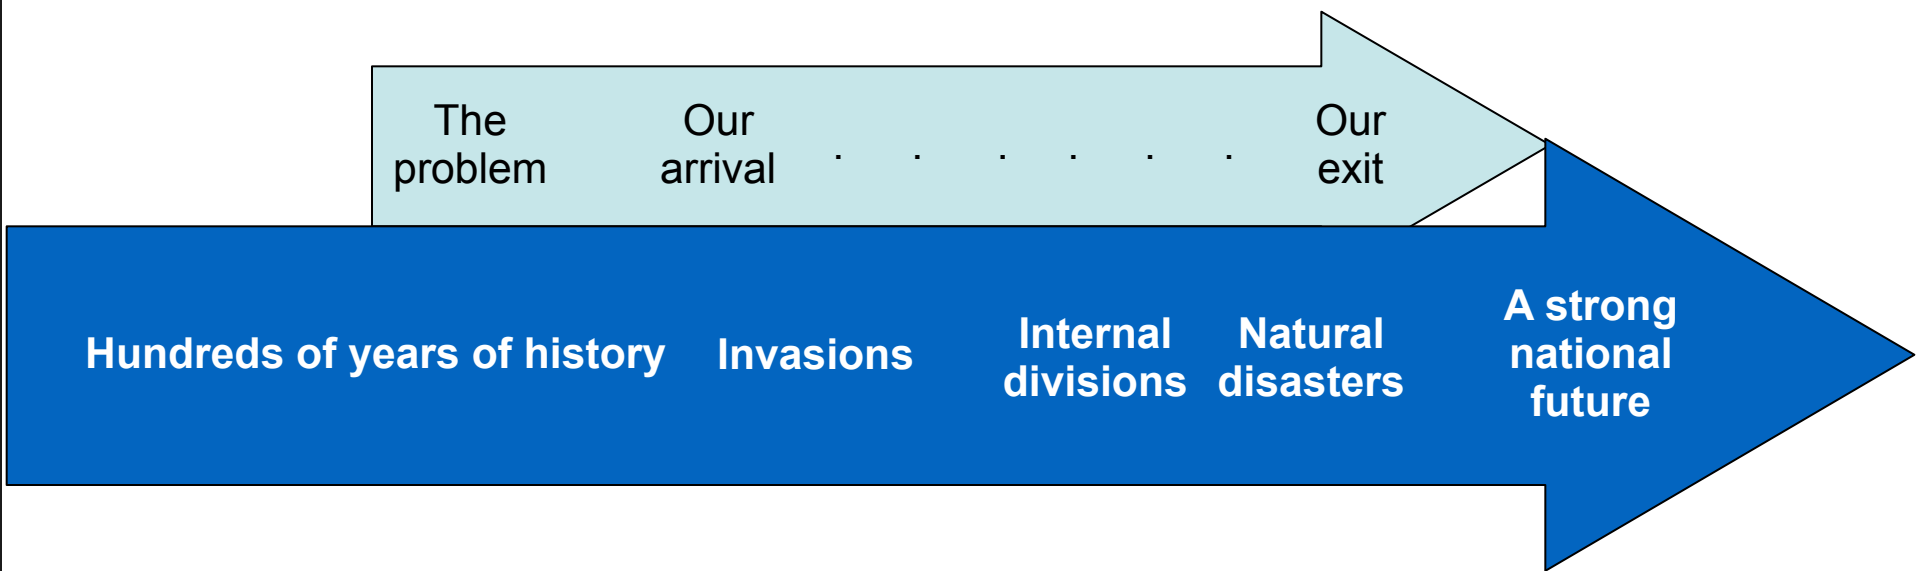 The
problem
Our
arrival
. . . . . .
Our
exit
Hundreds of years of history
Invasions
Internal
divisions
Natural
disasters
A strong
national
future